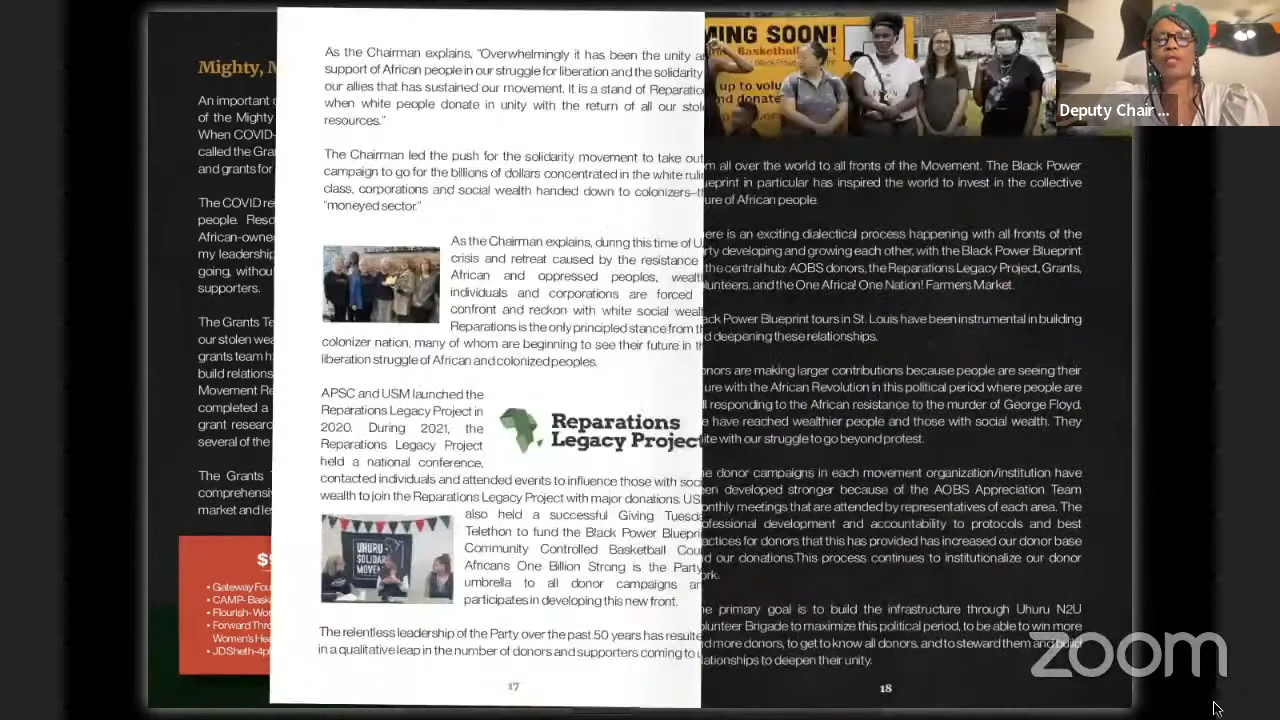 Mighty, M
An important
of the Mighty
When COVID-
called the Gra
and grants for
The COVID re
people. Reso
African-owne
my leadership
going, withou
supporters.
The Grants Te
our stolen wea
grants team h
build relations
Movement Re
completed a
grant researc
several of the
The Grants T
comprehensi
market and le
$9
• Gateway Fou
• CAMP- Bask
• Flourish- Wo
• Forward Thro
Women's Hea
• JDSheth-4pl
As the Chairman explains, "Overwhelmingly it has been the unity a
support of African people in our struggle for liberation and the solidarity
our allies that has sustained our movement. It is a stand of Reparatio
when white people donate in unity with the return of all our stol
resources."
The Chairman led the push for the solidarity movement to take out
campaign to go for the billions of dollars concentrated in the white ruli
class, corporations and social wealth handed down to colonizers–th
"moneyed sector."
As the Chairman explains, during this time of U
crisis and retreat caused by the resistance
African and oppressed peoples, wealth
individuals and corporations are forced
confront and reckon with white social wealt
Reparations is the only principled stance from th
colonizer nation, many of whom are beginning to see their future in th
liberation struggle of African and colonized peoples.
APSC and USM launched the
Reparations Legacy Project in
2020. During 2021, the
Reparations Legacy Project
held a national conference,
Reparations
Legacy Project
contacted individuals and attended events to influence those with soc
wealth to join the Reparations Legacy Project with major donations. US
also held a successful Giving Tuesda
Telethon to fund the Black Power Bluepri
Community Controlled Basketball Cou
Africans One Billion Strong is the Party
umbrella to all donor campaigns an
participates in developing this new front.
UHURU
SOLIDAR
MOVEM
The relentless leadership of the Party over the past 50 years has resulte
in a qualitative leap in the number of donors and supporters coming to u
17
MING SOON!
Basketball
Black Power
up to volu
nd donate
m all over the world to all fronts of the Movement. The Black Power
ueprint in particular has inspired the world to invest in the collective
ure of African people.
ere is an exciting dialectical process happening with all fronts of the
rty developing and growing each other, with the Black Power Blueprint
the central hub: AOBS donors, the Reparations Legacy Project, Grants,
lunteers, and the One Africa! One Nation! Farmers Market.
ack Power Blueprint tours in St. Louis have been instrumental in building
d deepening these relationships.
onors are making larger contributions because people are seeing their
ure with the African Revolution in this political period where people are
ll responding to the African resistance to the murder of George Floyd.
e have reached wealthier people and those with social wealth. They
ite with our struggle to go beyond protest.
e donor campaigns in each movement organization/institution have
en developed stronger because of the AOBS Appreciation Team
onthly meetings that are attended by representatives of each area. The
ofessional development and accountability to protocols and best
actices for donors that this has provided has increased our donor base
d our donations.This process continues to institutionalize our donor
rk.
e primary goal is to build the infrastructure through Uhuru N2U
lunteer Brigade to maximize this political period, to be able to win more
d more donors, to get to know all donors, and to steward them and build
lationships to deepen their unity.
18
Deputy Chair ...
zoom